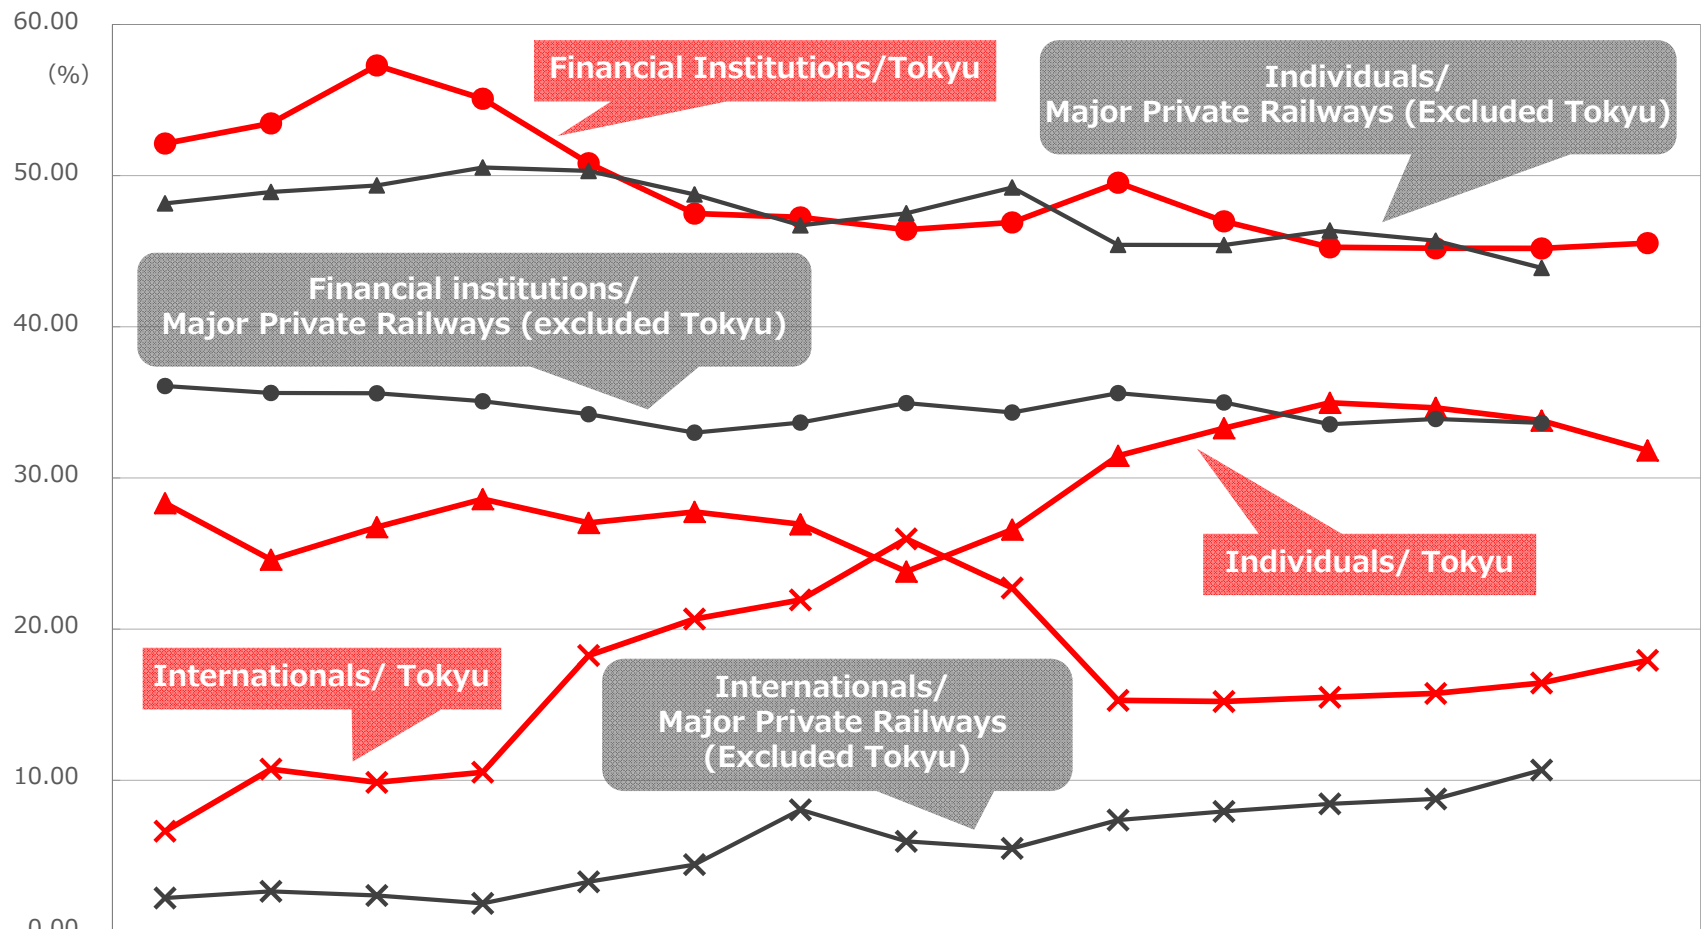 60.00
(%)
Financial Institutions/Tokyu
Individuals/
Major Private Railways (Excluded Tokyu)
50.00
Financial institutions/
Major Private Railways (excluded Tokyu)
40.00
30.00
Individuals/ Tokyu
20.00
Internationals/ Tokyu
Internationals/
Major Private Railways
(Excluded Tokyu)
10.00
0.00